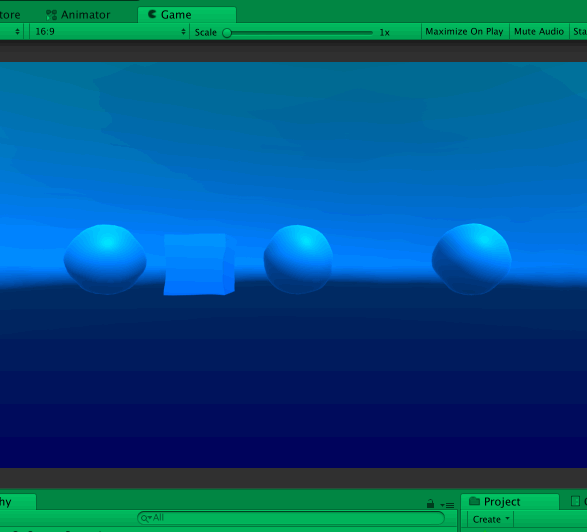 tore Animator Game
16:9 Scale 1x Maximize On Play Mute Audio Sta
hy Project
All Create